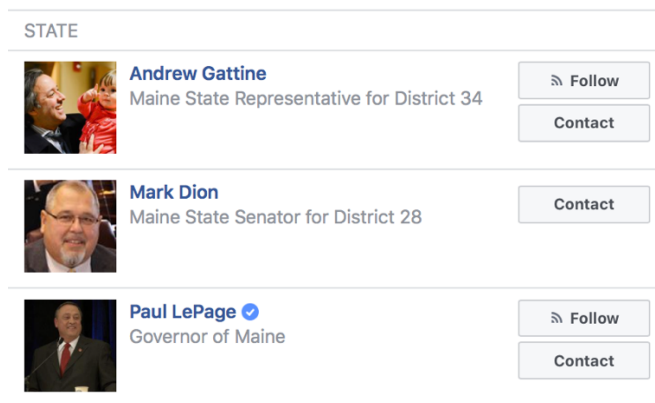 STATE
Andrew Gattine
Maine State Representative for District 34
Follow
Contact
Mark Dion
Maine State Senator for District 28
Contact
Paul LePage
Governor of Maine
Follow
Contact